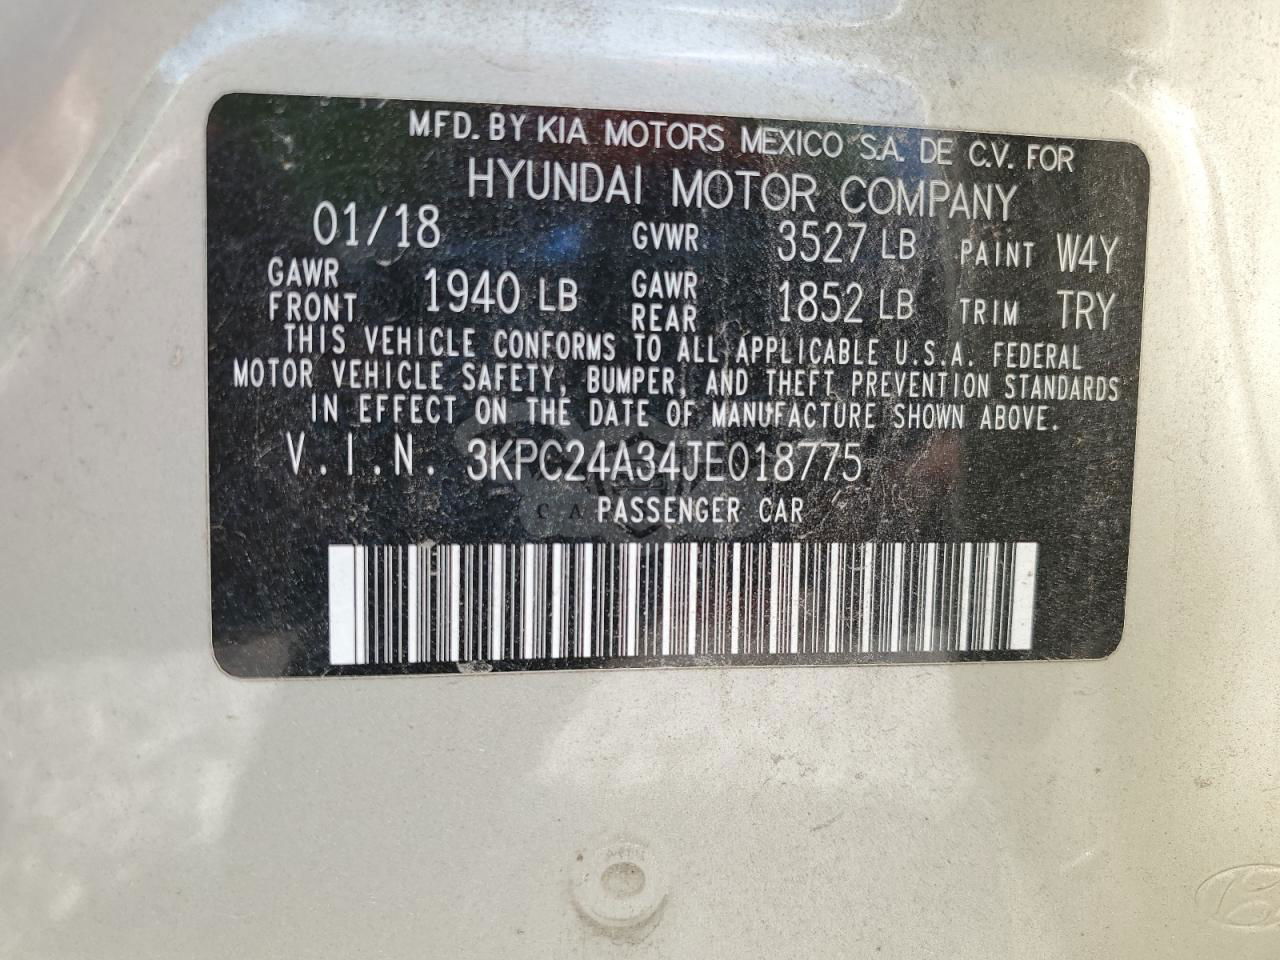 MFD. BY KIA MOTORS MEXICO S.A. DE C.V. FOR
HYUNDAI MOTOR COMPANY
01/18 GVWR 3527 LB PAINT W4Y
GAWR FRONT 1940 LB GAWR REAR 1852 LB TRIM TRY
THIS VEHICLE CONFORMS TO ALL APPLICABLE U.S.A. FEDERAL
MOTOR VEHICLE SAFETY, BUMPER, AND THEFT PREVENTION STANDARDS
IN EFFECT ON THE DATE OF MANUFACTURE SHOWN ABOVE.
V.I.N. 3KPC24A34JE018775
PASSENGER CAR